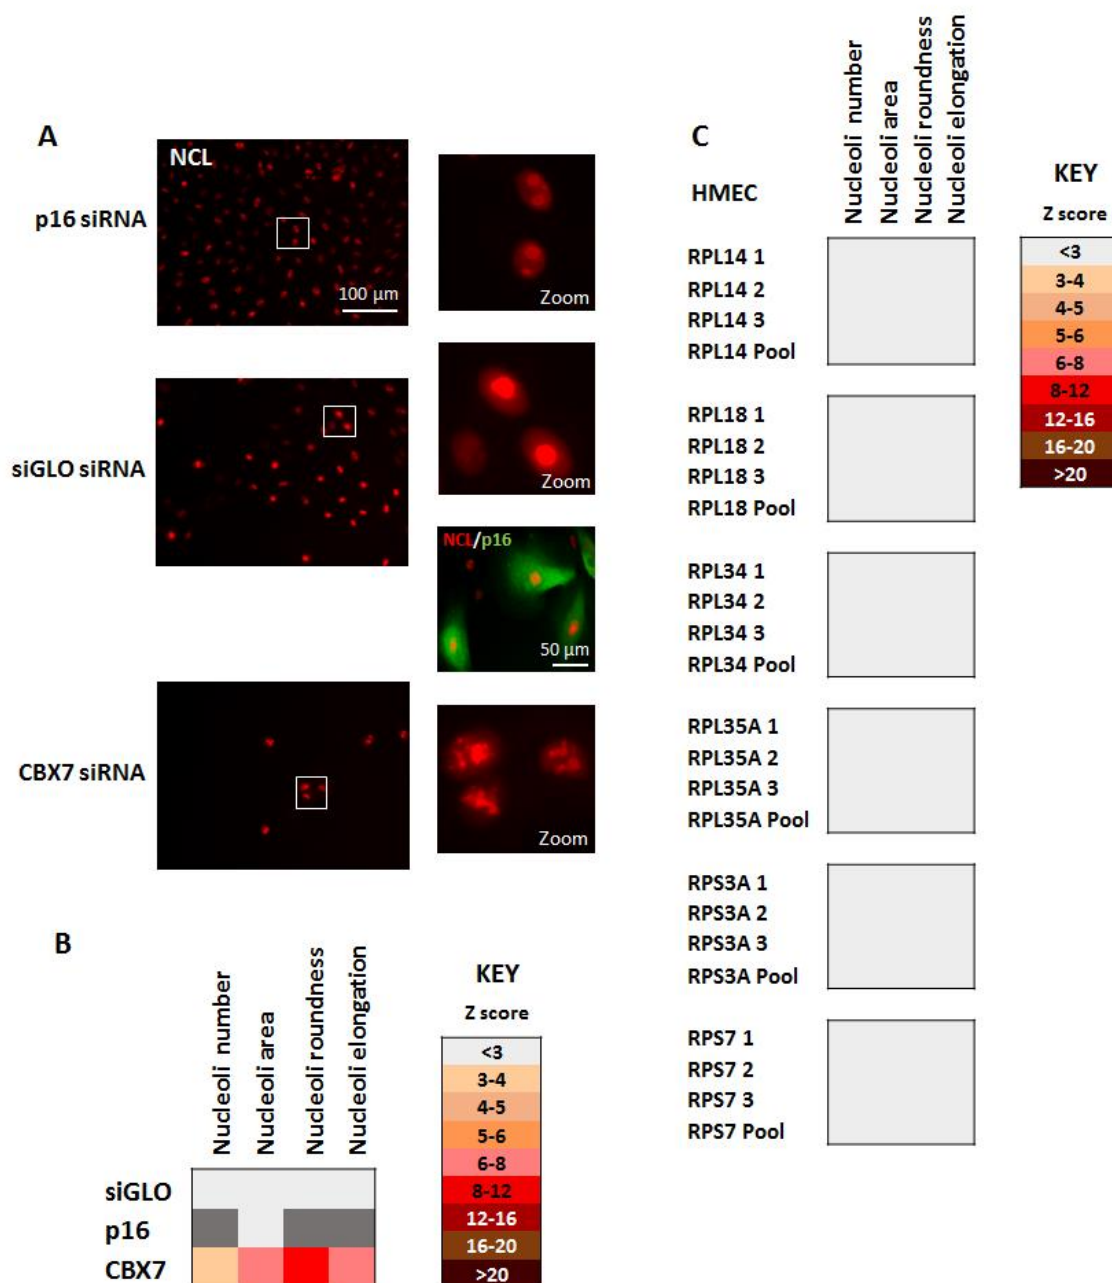 A
p16 siRNA
NCL
100 µm
Zoom
siGLO siRNA
Zoom
NCL/p16
50 µm
CBX7 siRNA
Zoom
B
Nucleoli number
Nucleoli area
Nucleoli roundness
Nucleoli elongation
siGLO
p16
CBX7
KEY
Z score
<3
3-4
4-5
5-6
6-8
8-12
12-16
16-20
>20
C
HMEC
Nucleoli number
Nucleoli area
Nucleoli roundness
Nucleoli elongation
RPL14 1
RPL14 2
RPL14 3
RPL14 Pool
RPL18 1
RPL18 2
RPL18 3
RPL18 Pool
RPL34 1
RPL34 2
RPL34 3
RPL34 Pool
RPL35A 1
RPL35A 2
RPL35A 3
RPL35A Pool
RPS3A 1
RPS3A 2
RPS3A 3
RPS3A Pool
RPS7 1
RPS7 2
RPS7 3
RPS7 Pool
KEY
Z score
<3
3-4
4-5
5-6
6-8
8-12
12-16
16-20
>20